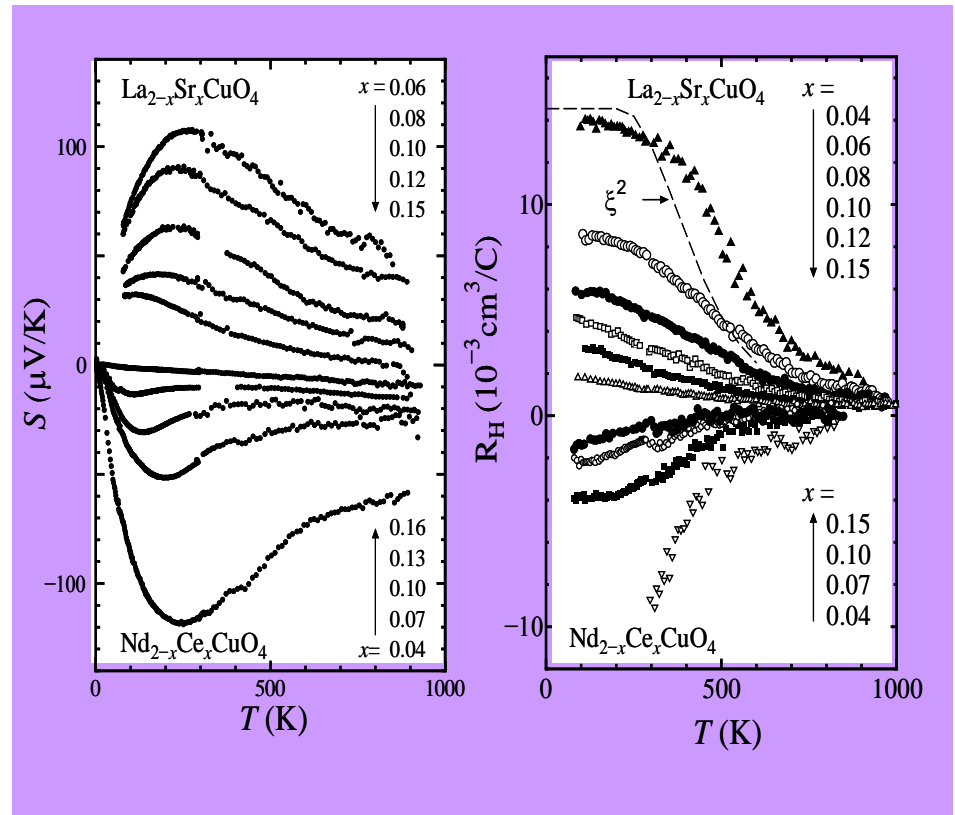 La2−xSrxCuO4
x = 0.06
0.08
0.10
0.12
0.15
100
0
−100
S (μV/K)
0.16
0.13
0.10
0.07
x= 0.04
Nd2−xCexCuO4
0 500 1000
T (K)
La2−xSrxCuO4
x =
0.04
0.06
0.08
0.10
0.12
0.15
ξ2
10
0
−10
RH (10−3cm3/C)
x =
0.15
0.10
0.07
0.04
Nd2−xCexCuO4
0 500 1000
T (K)